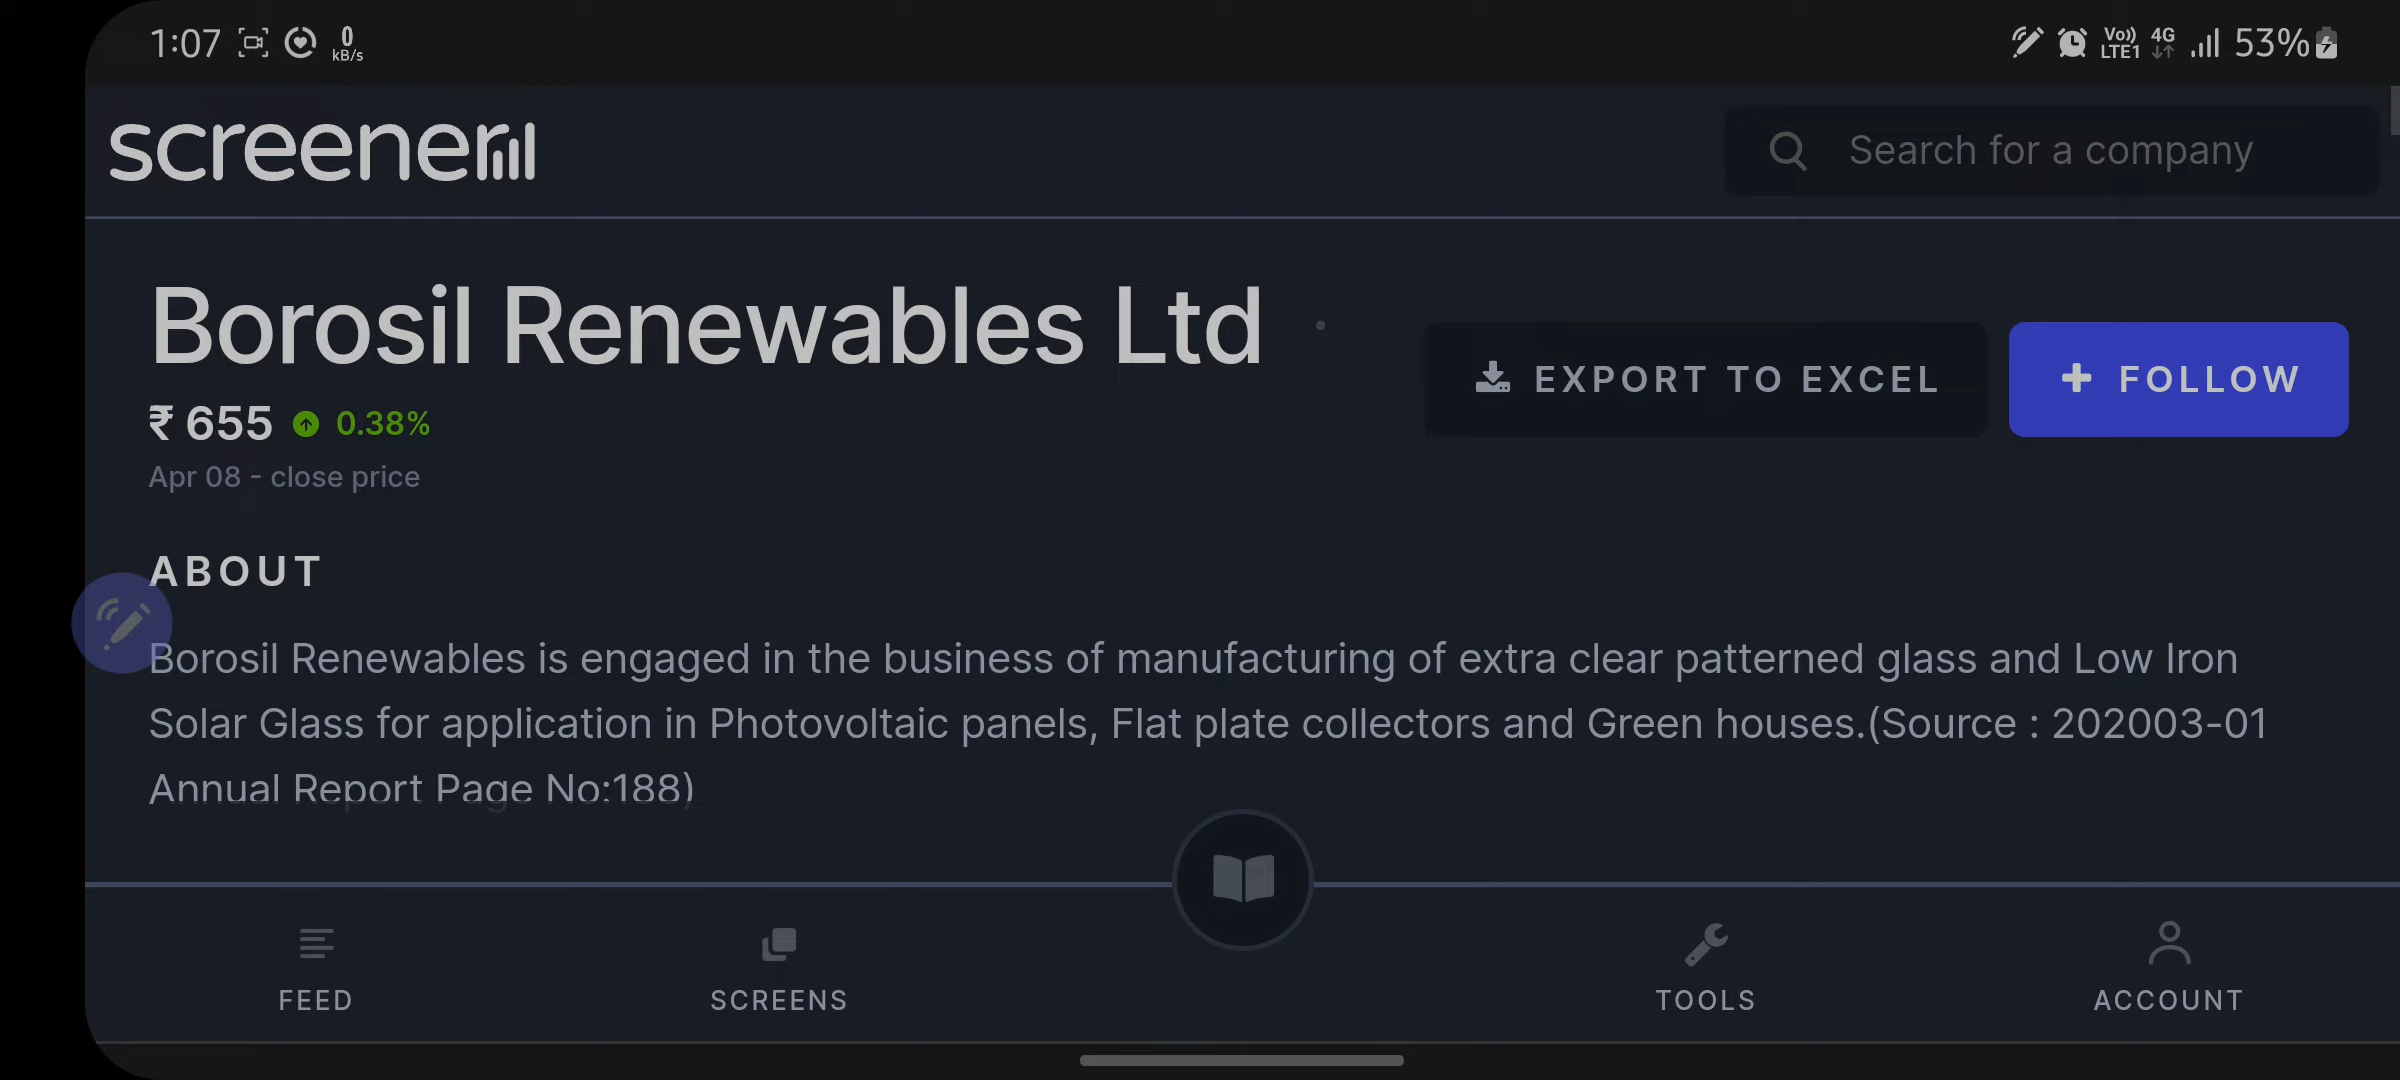 1:07 0 kB/s Vo)) LTE1 4G 53%
screener
Search for a company
Borosil Renewables Ltd
EXPORT TO EXCEL
FOLLOW
₹ 655 0.38%
Apr 08 - close price
ABOUT
Borosil Renewables is engaged in the business of manufacturing of extra clear patterned glass and Low Iron
Solar Glass for application in Photovoltaic panels, Flat plate collectors and Green houses.(Source : 202003-01
Annual Report Page No:188)
FEED SCREENS TOOLS ACCOUNT